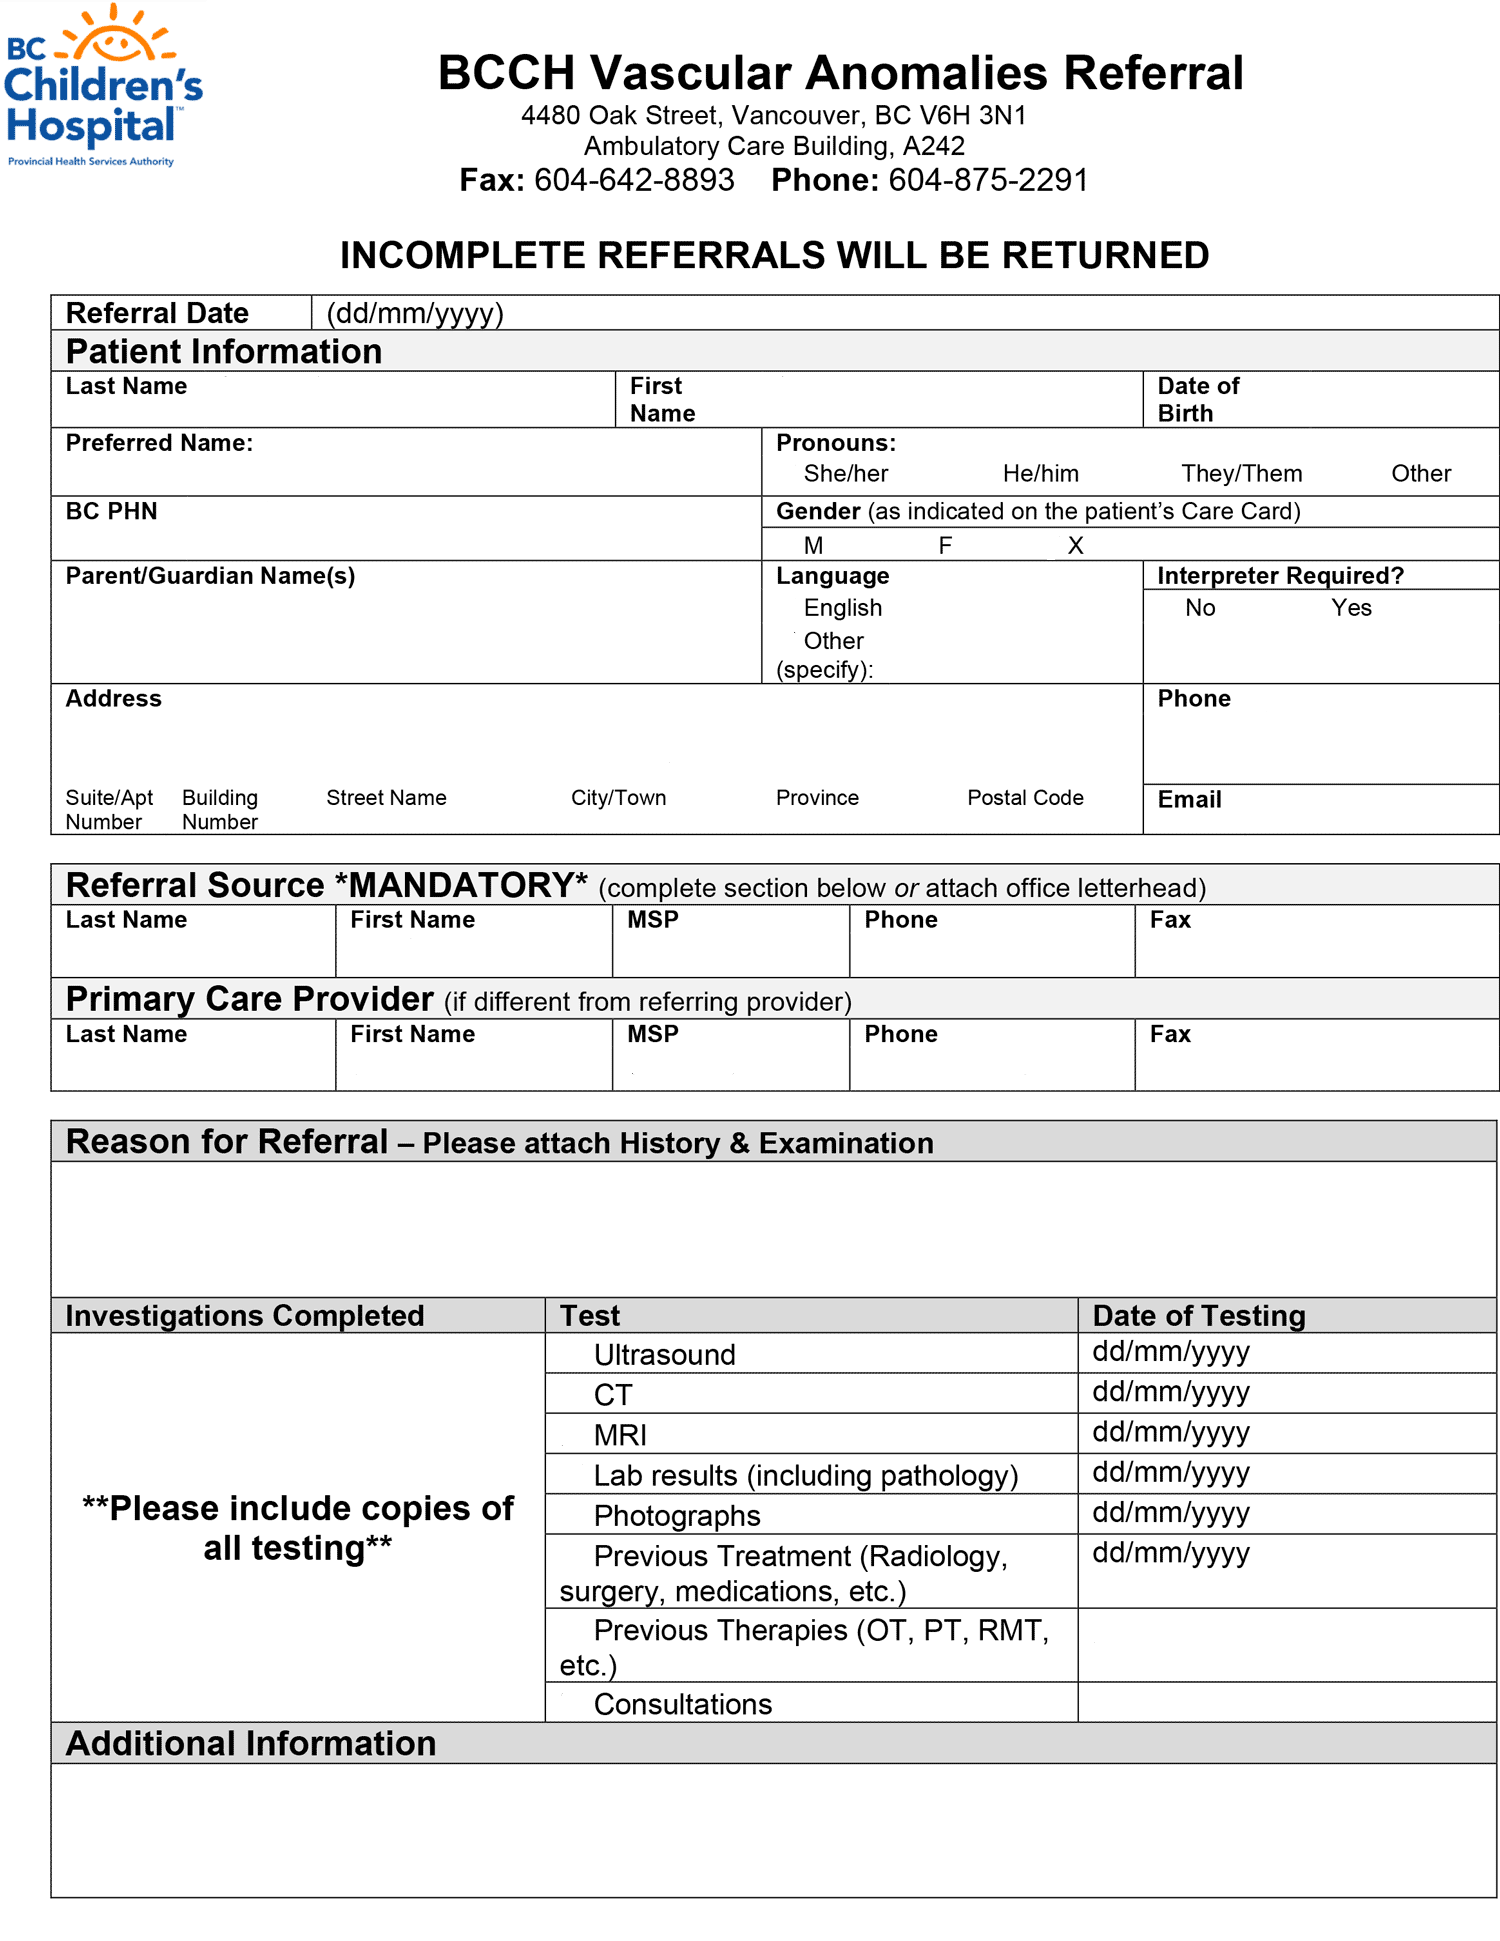 BC
Children's
Hospital™
Provincial Health Services Authority
BCCH Vascular Anomalies Referral
4480 Oak Street, Vancouver, BC V6H 3N1
Ambulatory Care Building, A242
Fax: 604-642-8893 Phone: 604-875-2291
INCOMPLETE REFERRALS WILL BE RETURNED
Referral Date (dd/mm/yyyy)
Patient Information
Last Name First Name Date of Birth
Preferred Name: Pronouns:
She/her He/him They/Them Other
BC PHN Gender (as indicated on the patient's Care Card)
M F X
Parent/Guardian Name(s) Language Interpreter Required?
English No Yes
Other
(specify):
Address Phone
Suite/Apt Number Building Number Street Name City/Town Province Postal Code Email
Referral Source *MANDATORY* (complete section below or attach office letterhead)
Last Name First Name MSP Phone Fax
Primary Care Provider (if different from referring provider)
Last Name First Name MSP Phone Fax
Reason for Referral – Please attach History & Examination
Investigations Completed Test Date of Testing
Ultrasound dd/mm/yyyy
CT dd/mm/yyyy
MRI dd/mm/yyyy
Lab results (including pathology) dd/mm/yyyy
**Please include copies of
all testing**
Photographs dd/mm/yyyy
Previous Treatment (Radiology, dd/mm/yyyy
surgery, medications, etc.)
Previous Therapies (OT, PT, RMT,
etc.)
Consultations
Additional Information